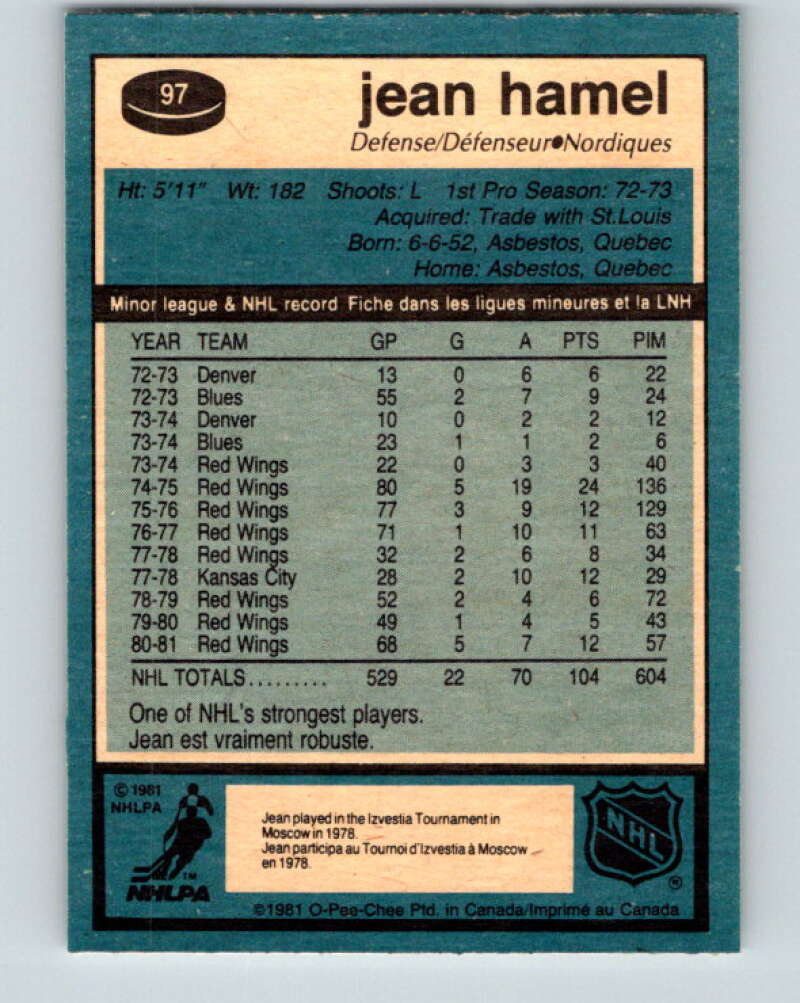 97
jean hamel
Defense/Défenseur•Nordiques
Ht: 5'11" Wt: 182 Shoots: L 1st Pro Season: 72-73
Acquired: Trade with St.Louis
Born: 6-6-52, Asbestos, Quebec
Home: Asbestos, Quebec
Minor league & NHL record Fiche dans les ligues mineures et la LNH
YEAR TEAM GP G A PTS PIM
72-73 Denver 13 0 6 6 22
72-73 Blues 55 2 7 9 24
73-74 Denver 10 0 2 2 12
73-74 Blues 23 1 1 2 6
73-74 Red Wings 22 0 3 3 40
74-75 Red Wings 80 5 19 24 136
75-76 Red Wings 77 3 9 12 129
76-77 Red Wings 71 1 10 11 63
77-78 Red Wings 32 2 6 8 34
77-78 Kansas City 28 2 10 12 29
78-79 Red Wings 52 2 4 6 72
79-80 Red Wings 49 1 4 5 43
80-81 Red Wings 68 5 7 12 57
NHL TOTALS......... 529 22 70 104 604
One of NHL's strongest players.
Jean est vraiment robuste.
© 1981
NHLPA
TM
NHLPA
Jean played in the Izvestia Tournament in
Moscow in 1978.
Jean participa au Tournoi d'Izvestia à Moscow
en 1978.
NHL
®
©1981 O-Pee-Chee Ptd. in Canada/Imprimé au Canada